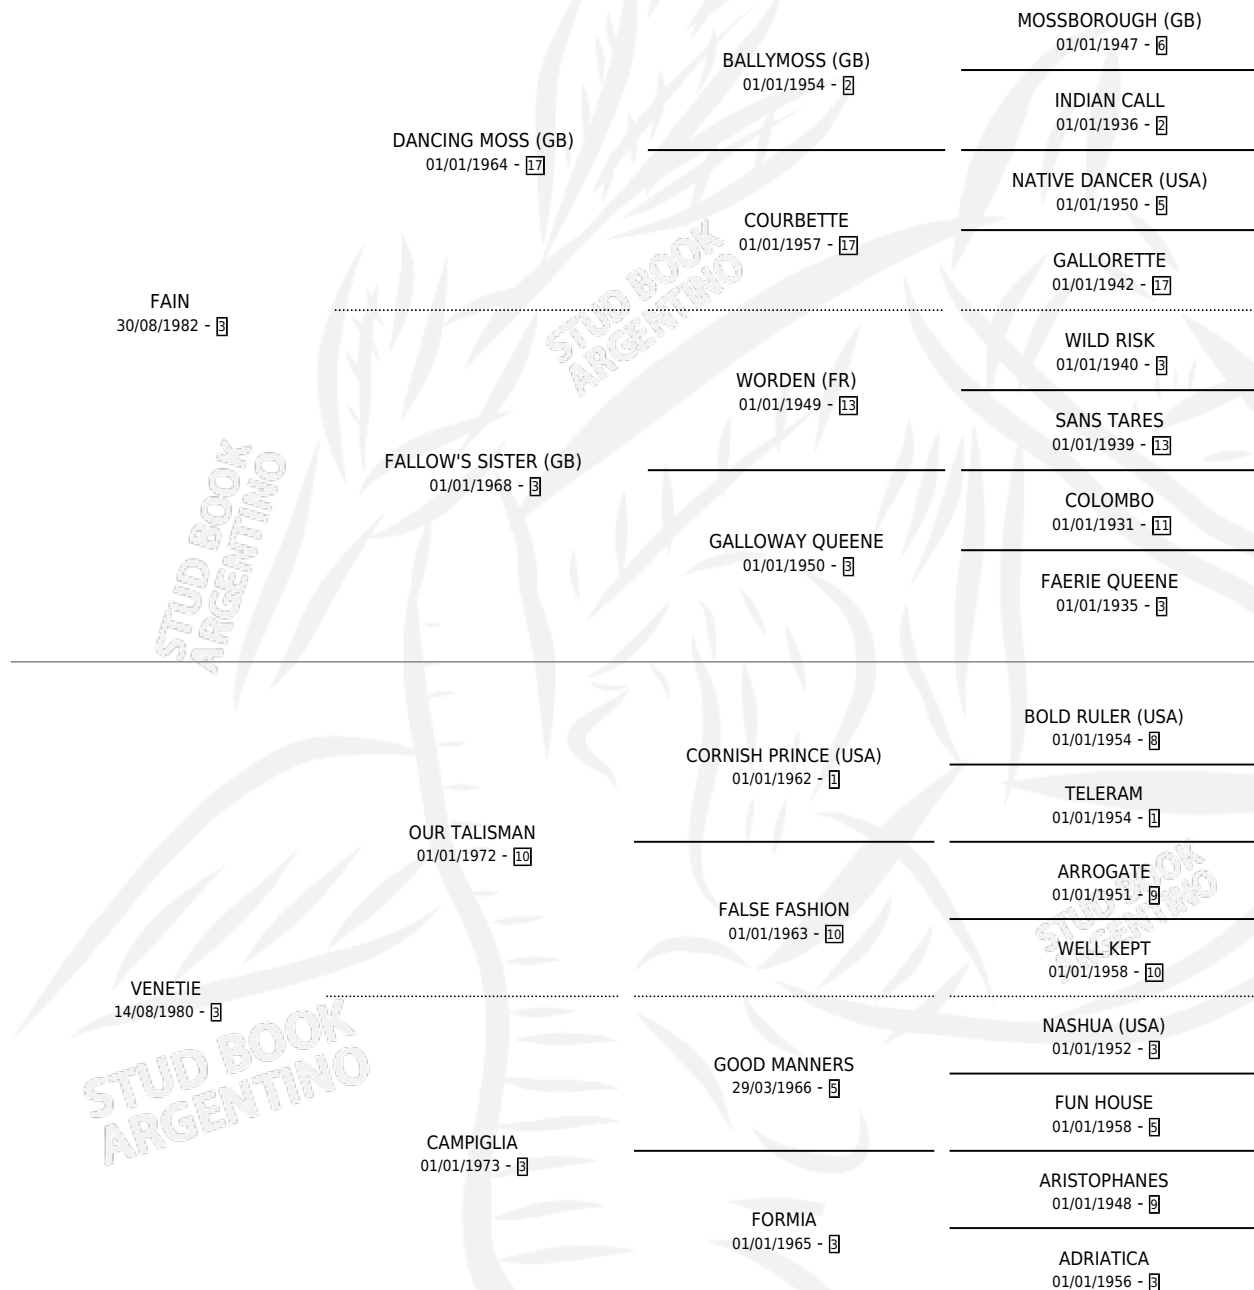 MOSSBOROUGH (GB)
01/01/1947 - 6
BALLYMOSS (GB)
01/01/1954 - 2
INDIAN CALL
01/01/1936 - 2
DANCING MOSS (GB)
01/01/1964 - 17
NATIVE DANCER (USA)
01/01/1950 - 5
COURBETTE
01/01/1957 - 17
GALLORETTE
01/01/1942 - 17
FAIN
30/08/1982 - 3
STUD BOOK
ARGENTINO
WILD RISK
01/01/1940 - 3
WORDEN (FR)
01/01/1949 - 13
SANS TARES
01/01/1939 - 13
FALLOW'S SISTER (GB)
01/01/1968 - 3
COLOMBO
01/01/1931 - 11
GALLOWAY QUEENE
01/01/1950 - 3
FAERIE QUEENE
01/01/1935 - 3
STUD BOOK
ARGENTINO
BOLD RULER (USA)
01/01/1954 - 8
CORNISH PRINCE (USA)
01/01/1962 - 1
TELERAM
01/01/1954 - 1
OUR TALISMAN
01/01/1972 - 10
ARROGATE
01/01/1951 - 9
FALSE FASHION
01/01/1963 - 10
STUD BOOK
ARGENTINO
WELL KEPT
01/01/1958 - 10
VENETIE
14/08/1980 - 3
STUD BOOK
ARGENTINO
NASHUA (USA)
01/01/1952 - 3
GOOD MANNERS
29/03/1966 - 5
FUN HOUSE
01/01/1958 - 5
CAMPIGLIA
01/01/1973 - 3
ARISTOPHANES
01/01/1948 - 9
FORMIA
01/01/1965 - 3
ADRIATICA
01/01/1956 - 3